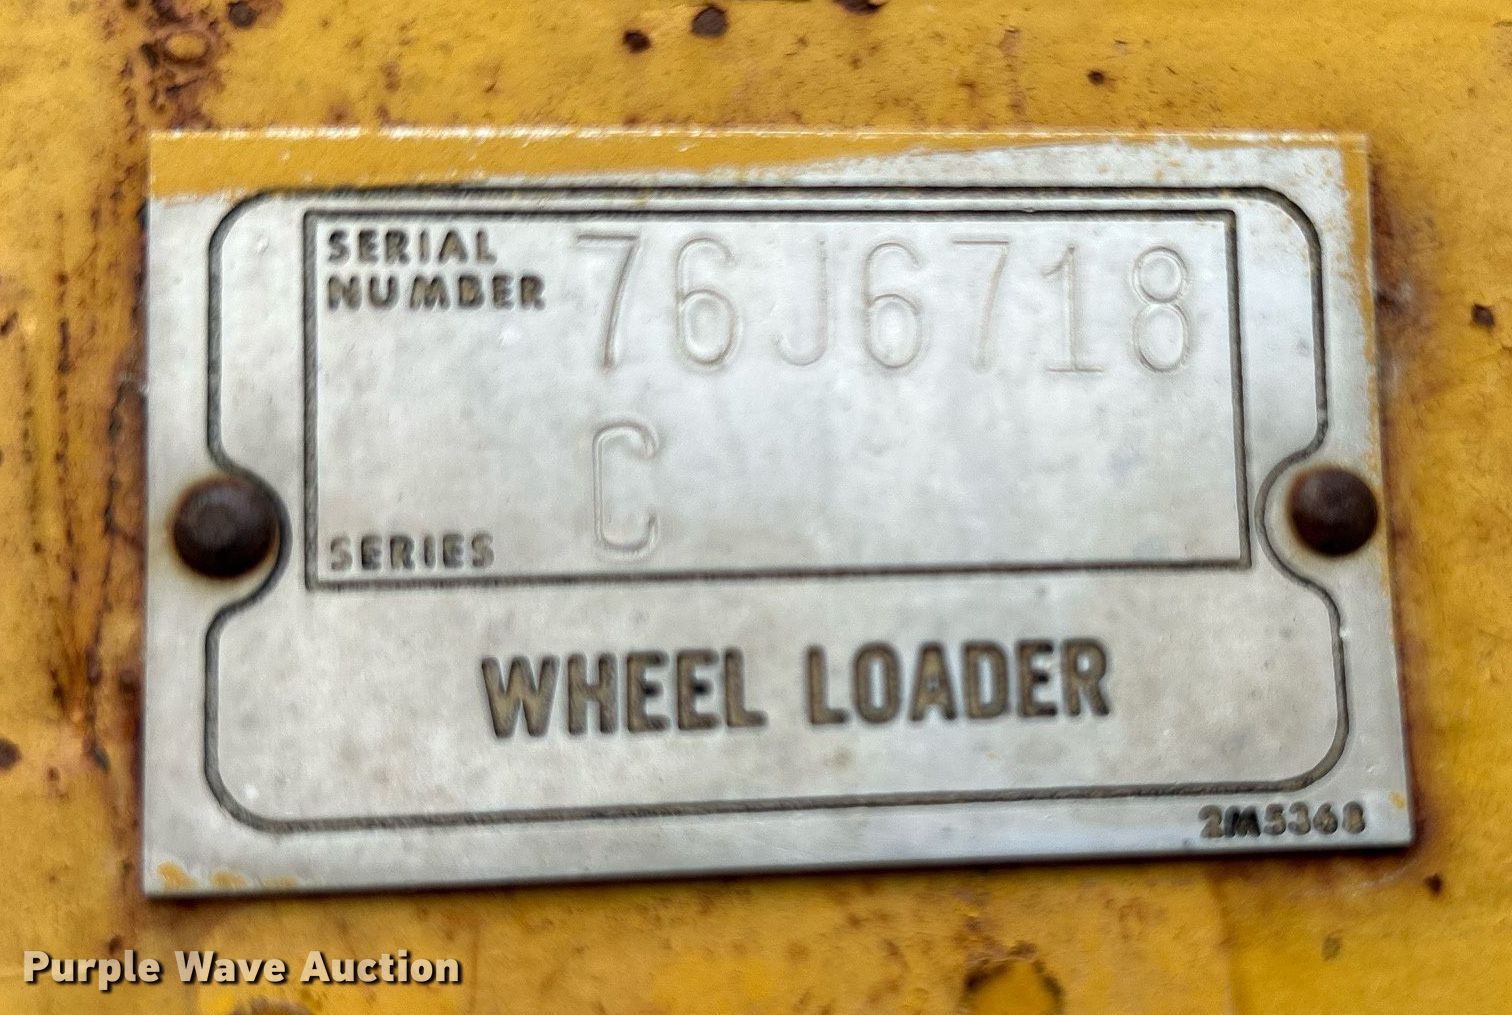 SERIAL
NUMBER 76J6718
C
SERIES
WHEEL LOADER
2M5368
Purple Wave Auction